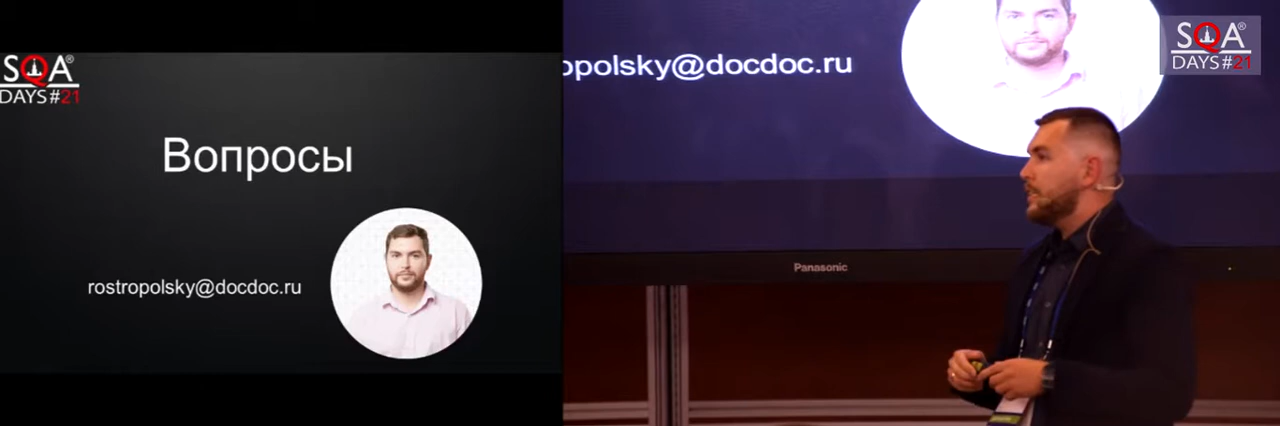 SQA®
DAYS#21
Вопросы
rostropolsky@docdoc.ru
opolsky@docdoc.ru
SQA®
DAYS#21
Panasonic